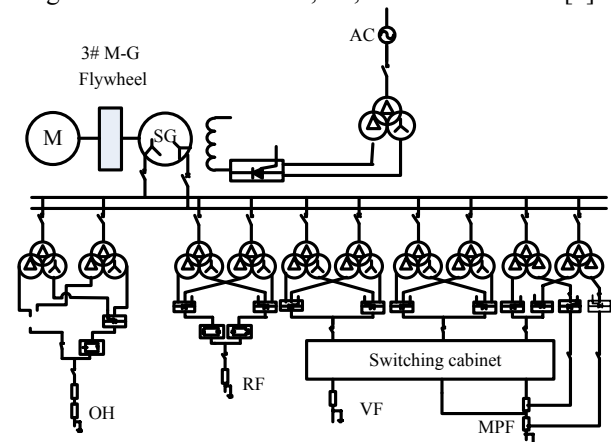 AC
3# M-G
Flywheel
M
SG
Switching cabinet
RF
VF
OH
MPF